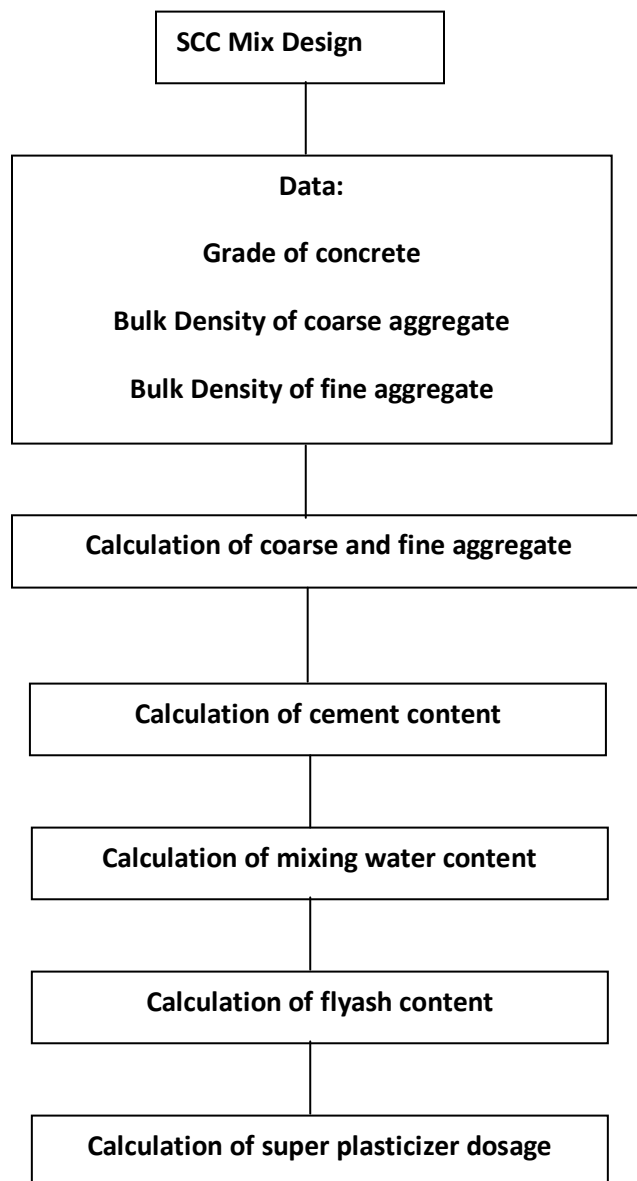 SCC Mix Design
Data:
Grade of concrete
Bulk Density of coarse aggregate
Bulk Density of fine aggregate
Calculation of coarse and fine aggregate
Calculation of cement content
Calculation of mixing water content
Calculation of flyash content
Calculation of super plasticizer dosage